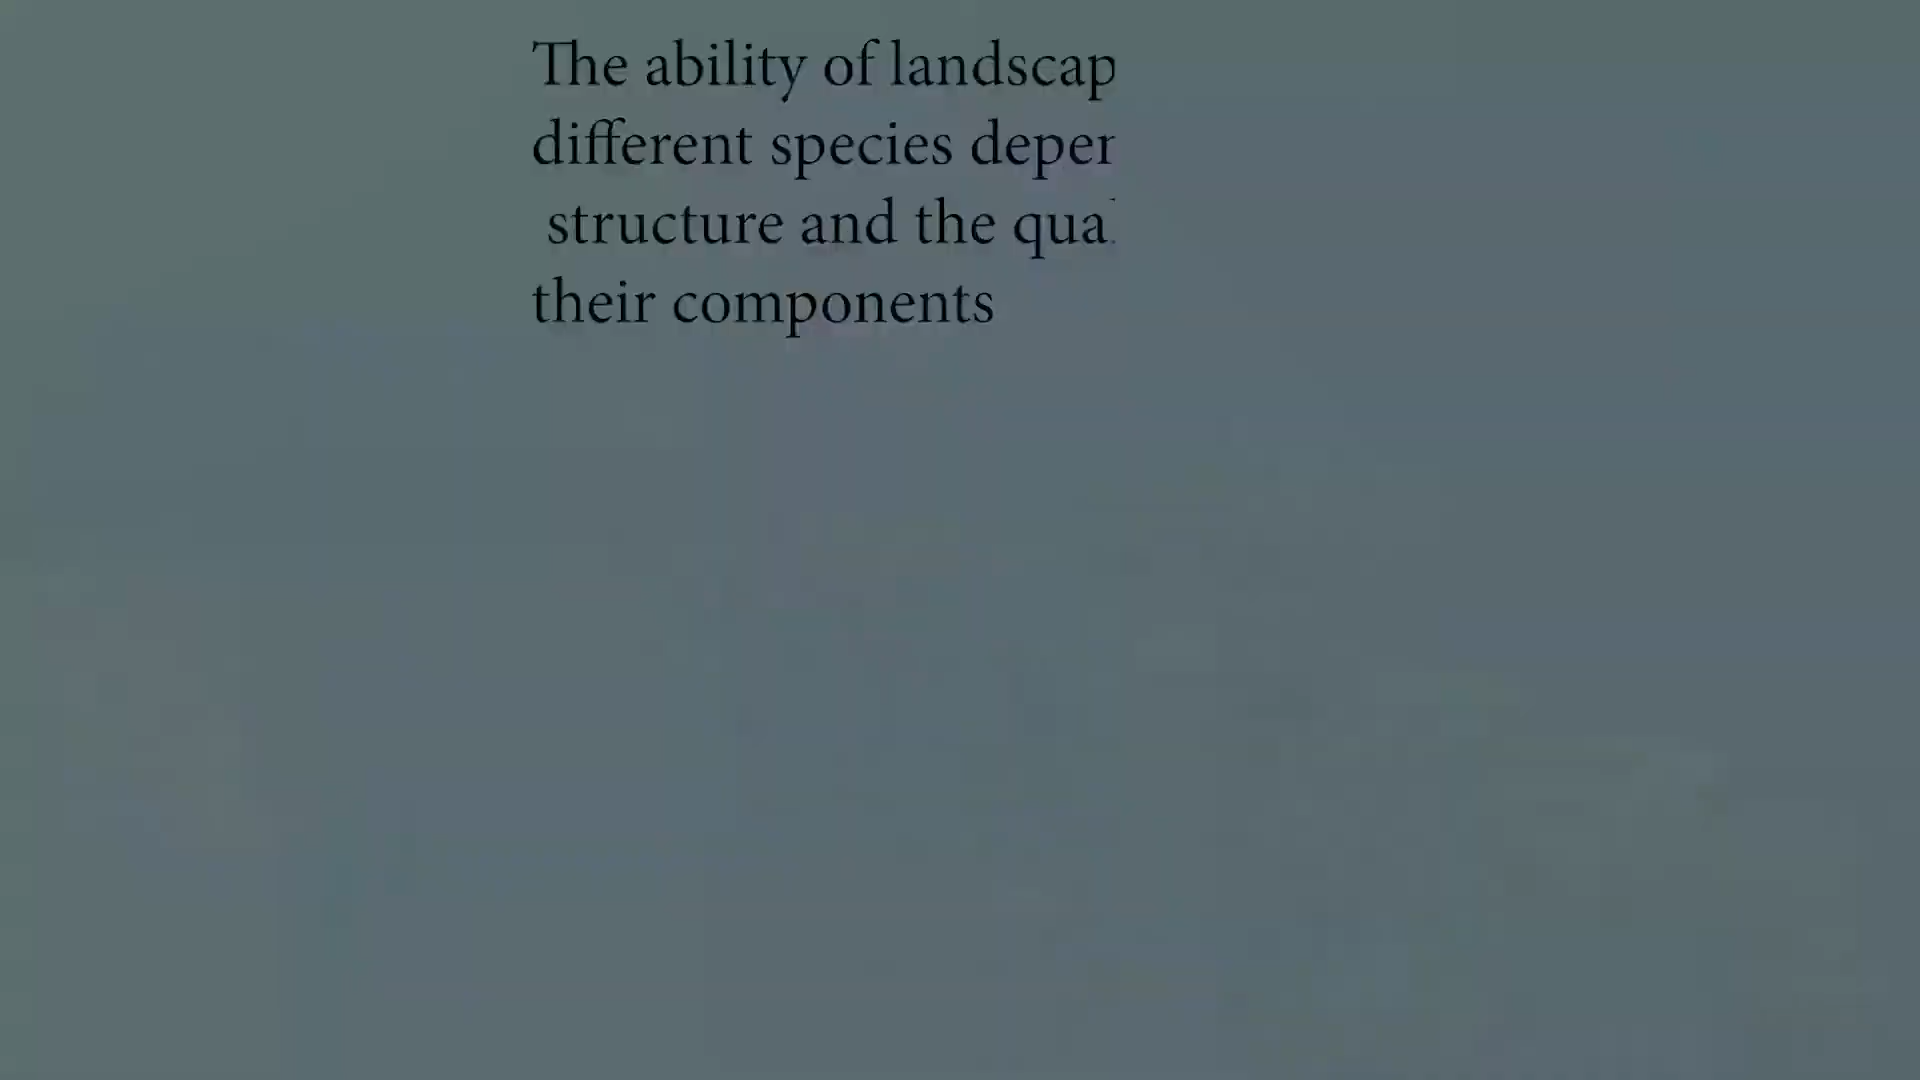 The ability of landscap
different species deper
structure and the qua
their components